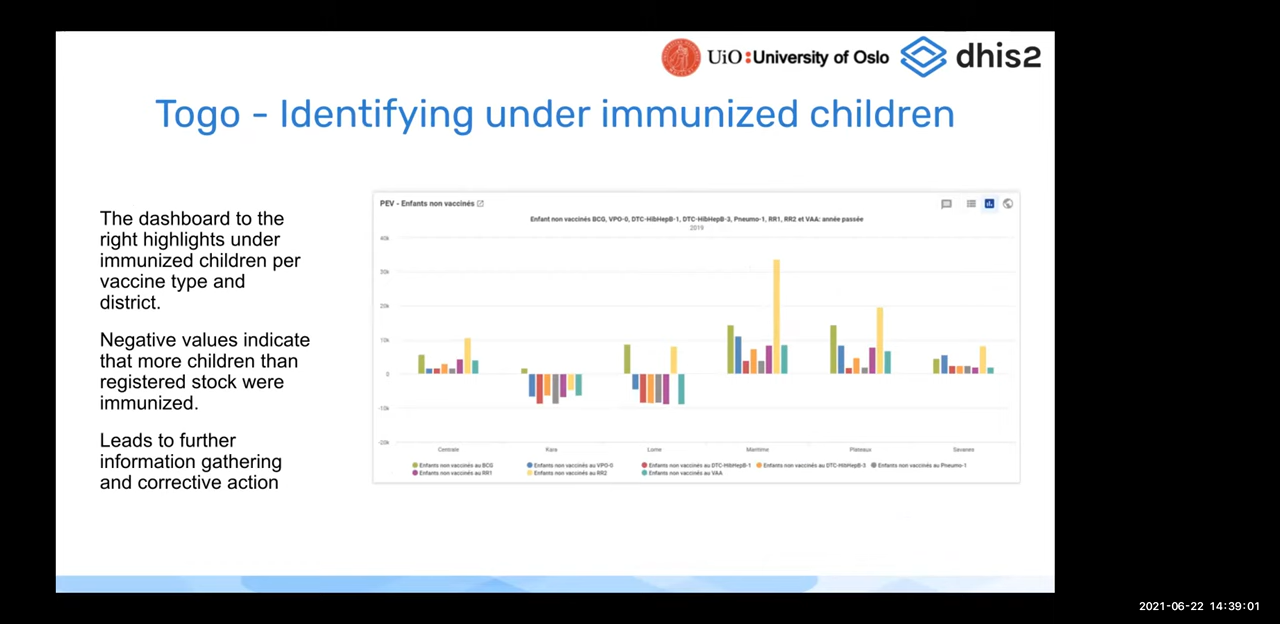 UiO:University of Oslo
dhis2
Togo - Identifying under immunized children
The dashboard to the
right highlights under
immunized children per
vaccine type and
district.
Negative values indicate
that more children than
registered stock were
immunized.
Leads to further
information gathering
and corrective action
PEV - Enfants non vaccinés
Enfant non vaccinés BCG, VPO-0, DTC-HibHepB-1, DTC-HibHepB-3, Pneumo-1, RR1, RR2 et VAA: année passée
2019
40k
30k
20k
10k
0
-10k
-20k
Centrale Kara Lome Maritime Plateaux Savanes
Enfants non vaccinés au BCG Enfants non vaccinés au VPO-0 Enfants non vaccinés au DTC-HibHepB-1 Enfants non vaccinés au DTC-HibHepB-3 Enfants non vaccinés au Pneumo-1
Enfants non vaccinés au RR1 Enfants non vaccinés au RR2 Enfants non vaccinés au VAA
2021-06-22 14:39:01